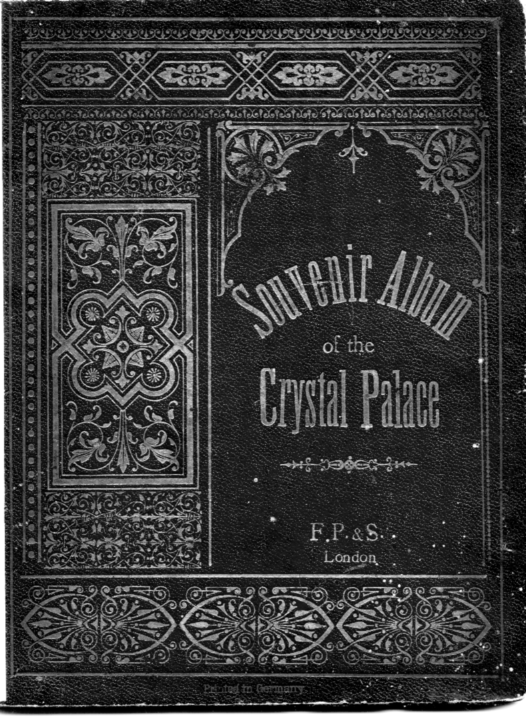 Souvenir Album
of the
Crystal Palace
F.P.&S.
London
Printed in Germany.